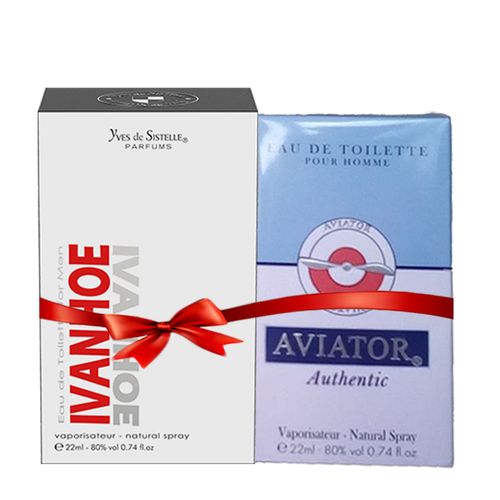 Yves de Sistelle®
PARFUMS
IVANHOE
IVANHOE
Eau de Toilette for Men
vaporisateur - natural spray
℮ 22ml - 80% vol 0.74 fl.oz
EAU DE TOILETTE
POUR HOMME
AVIATOR
AVIATOR®
Authentic
Vaporisateur - Natural Spray
℮ 22ml - 80% vol 0.74 fl.oz